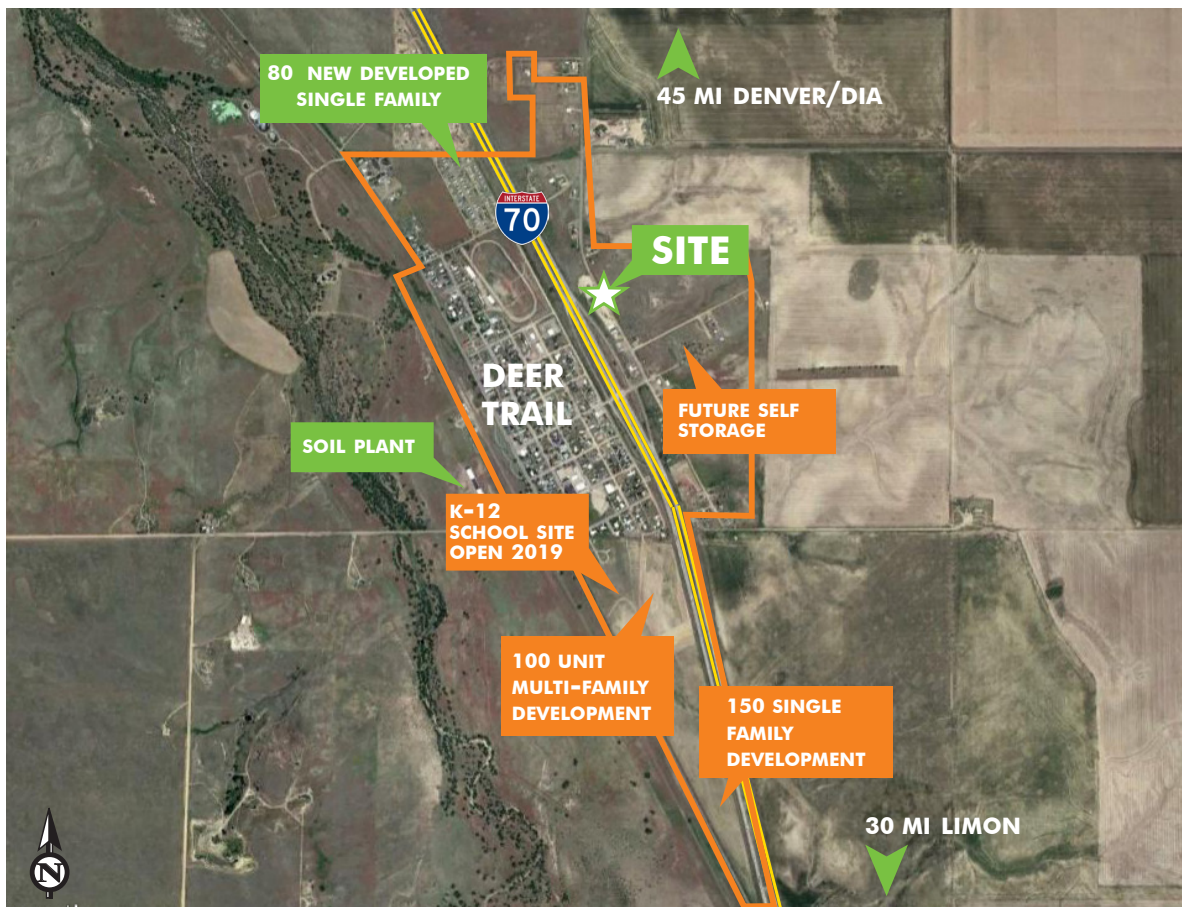 80 NEW DEVELOPED
SINGLE FAMILY
45 MI DENVER/DIA
INTERSTATE
70
SITE
DEER
TRAIL
FUTURE SELF
STORAGE
SOIL PLANT
K-12
SCHOOL SITE
OPEN 2019
100 UNIT
MULTI-FAMILY
DEVELOPMENT
150 SINGLE
FAMILY
DEVELOPMENT
30 MI LIMON
N